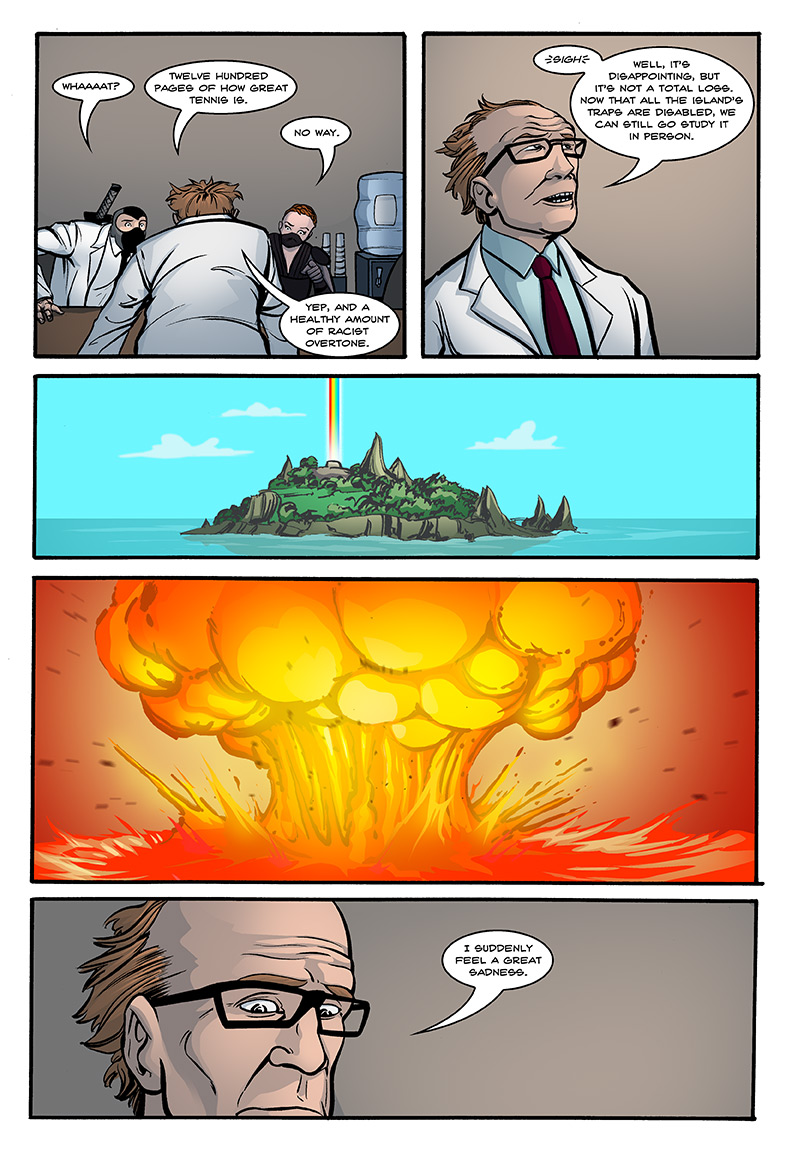 WHAAAAT?
TWELVE HUNDRED
PAGES OF HOW GREAT
TENNIS IS.
NO WAY.
YEP, AND A
HEALTHY AMOUNT
OF RACIST
OVERTONE.
SIGH
WELL, IT'S
DISAPPOINTING, BUT
IT'S NOT A TOTAL LOSS.
NOW THAT ALL THE ISLAND'S
TRAPS ARE DISABLED, WE
CAN STILL GO STUDY IT
IN PERSON.
I SUDDENLY
FEEL A GREAT
SADNESS.